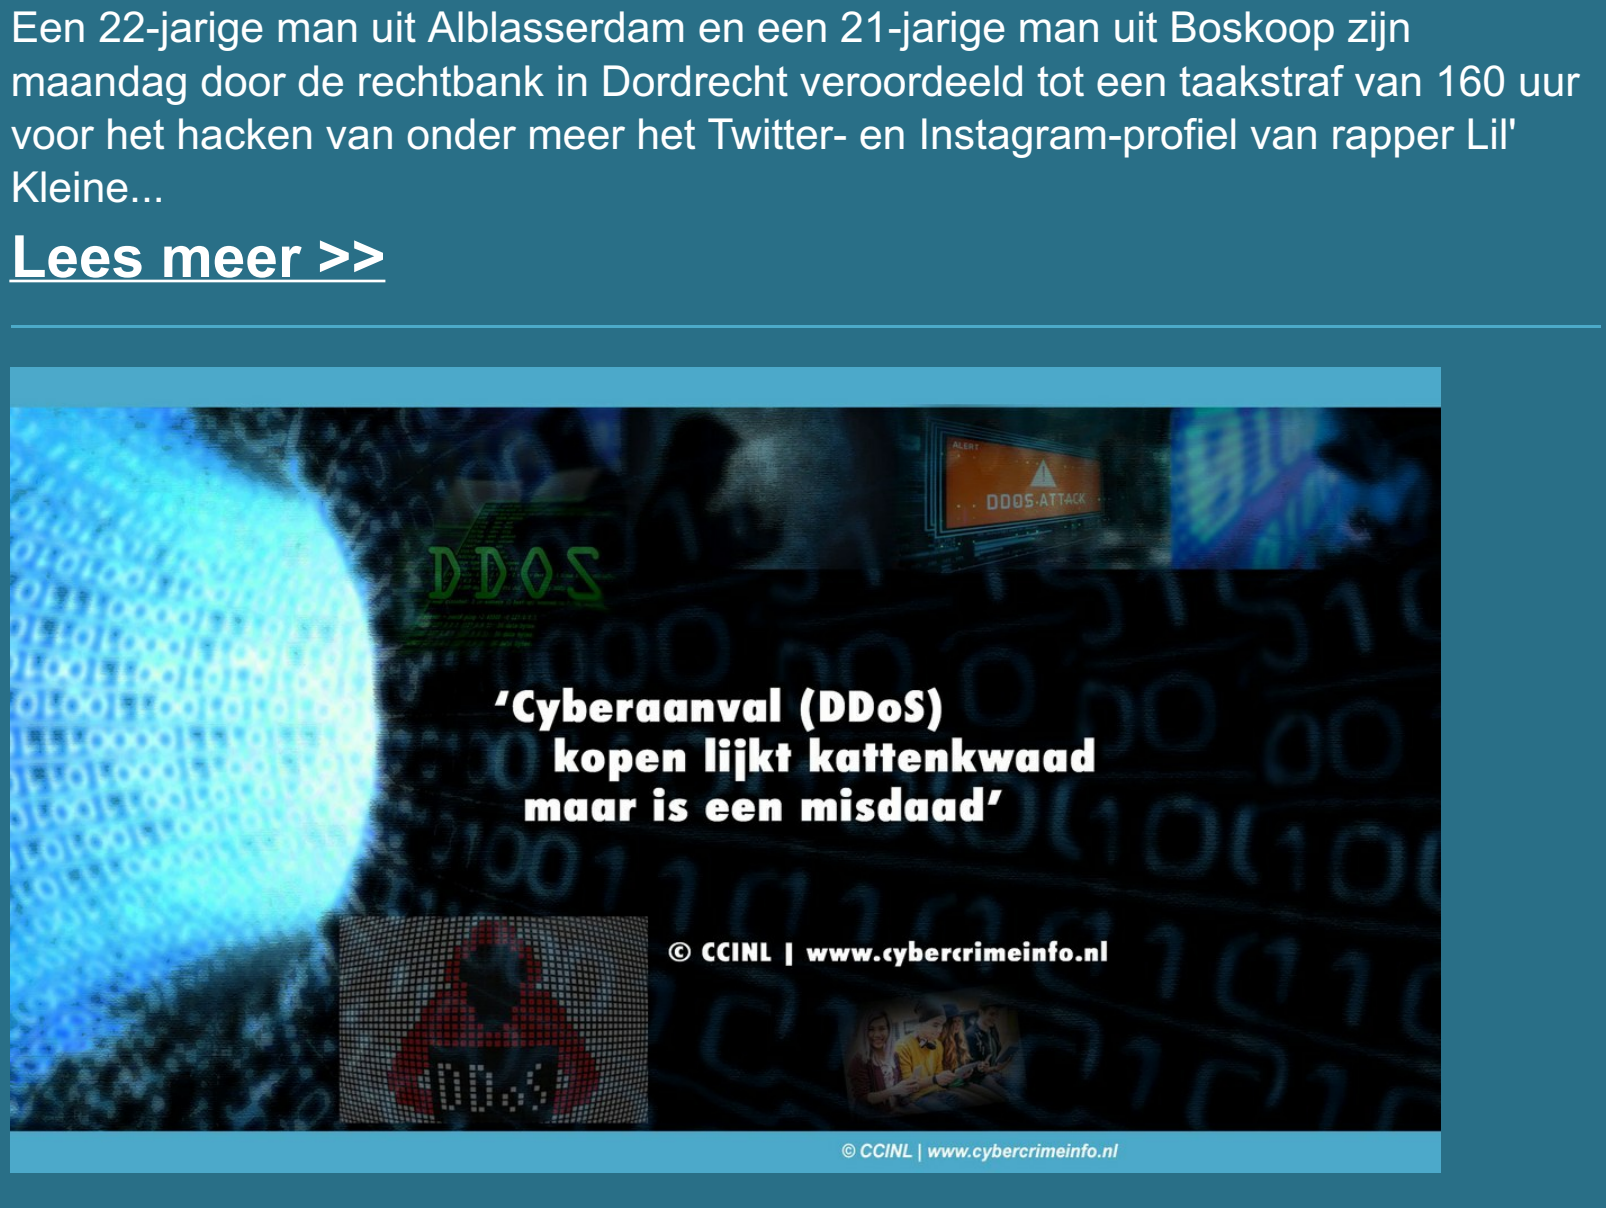 Een 22-jarige man uit Alblasserdam en een 21-jarige man uit Boskoop zijn
maandag door de rechtbank in Dordrecht veroordeeld tot een taakstraf van 160 uur
voor het hacken van onder meer het Twitter- en Instagram-profiel van rapper Lil'
Kleine...
Lees meer >>
ALERT
DDOS-ATTACK
DDOS
‘Cyberaanval (DDoS)
kopen lijkt kattenkwaad
maar is een misdaad’
© CCINL | www.cybercrimeinfo.nl
DDoS
© CCINL | www.cybercrimeinfo.nl